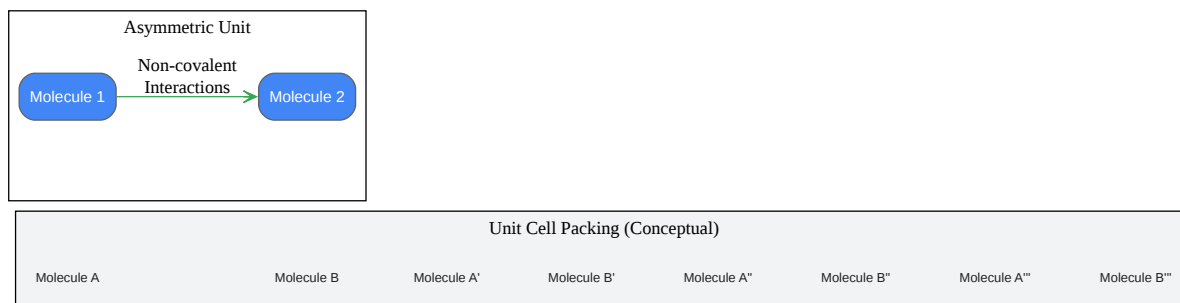 Asymmetric Unit
Non-covalent
Interactions
Molecule 1
Molecule 2
Unit Cell Packing (Conceptual)
Molecule A
Molecule B
Molecule A'
Molecule B'
Molecule A''
Molecule B''
Molecule A'''
Molecule B'''